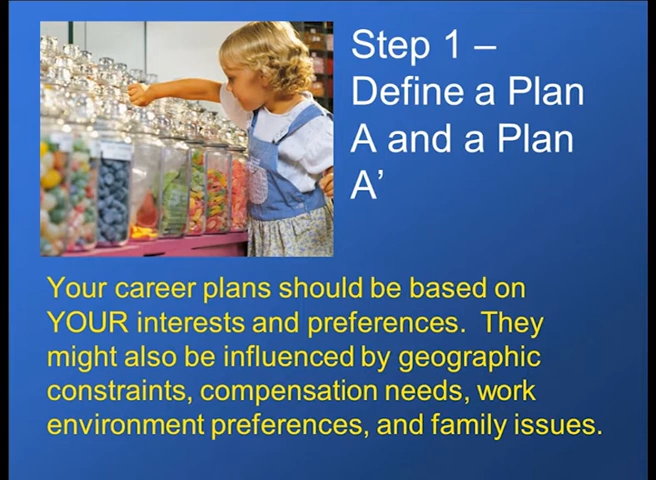 Step 1 –
Define a Plan
A and a Plan
A’
Your career plans should be based on
YOUR interests and preferences.  They
might also be influenced by geographic
constraints, compensation needs, work
environment preferences, and family issues.